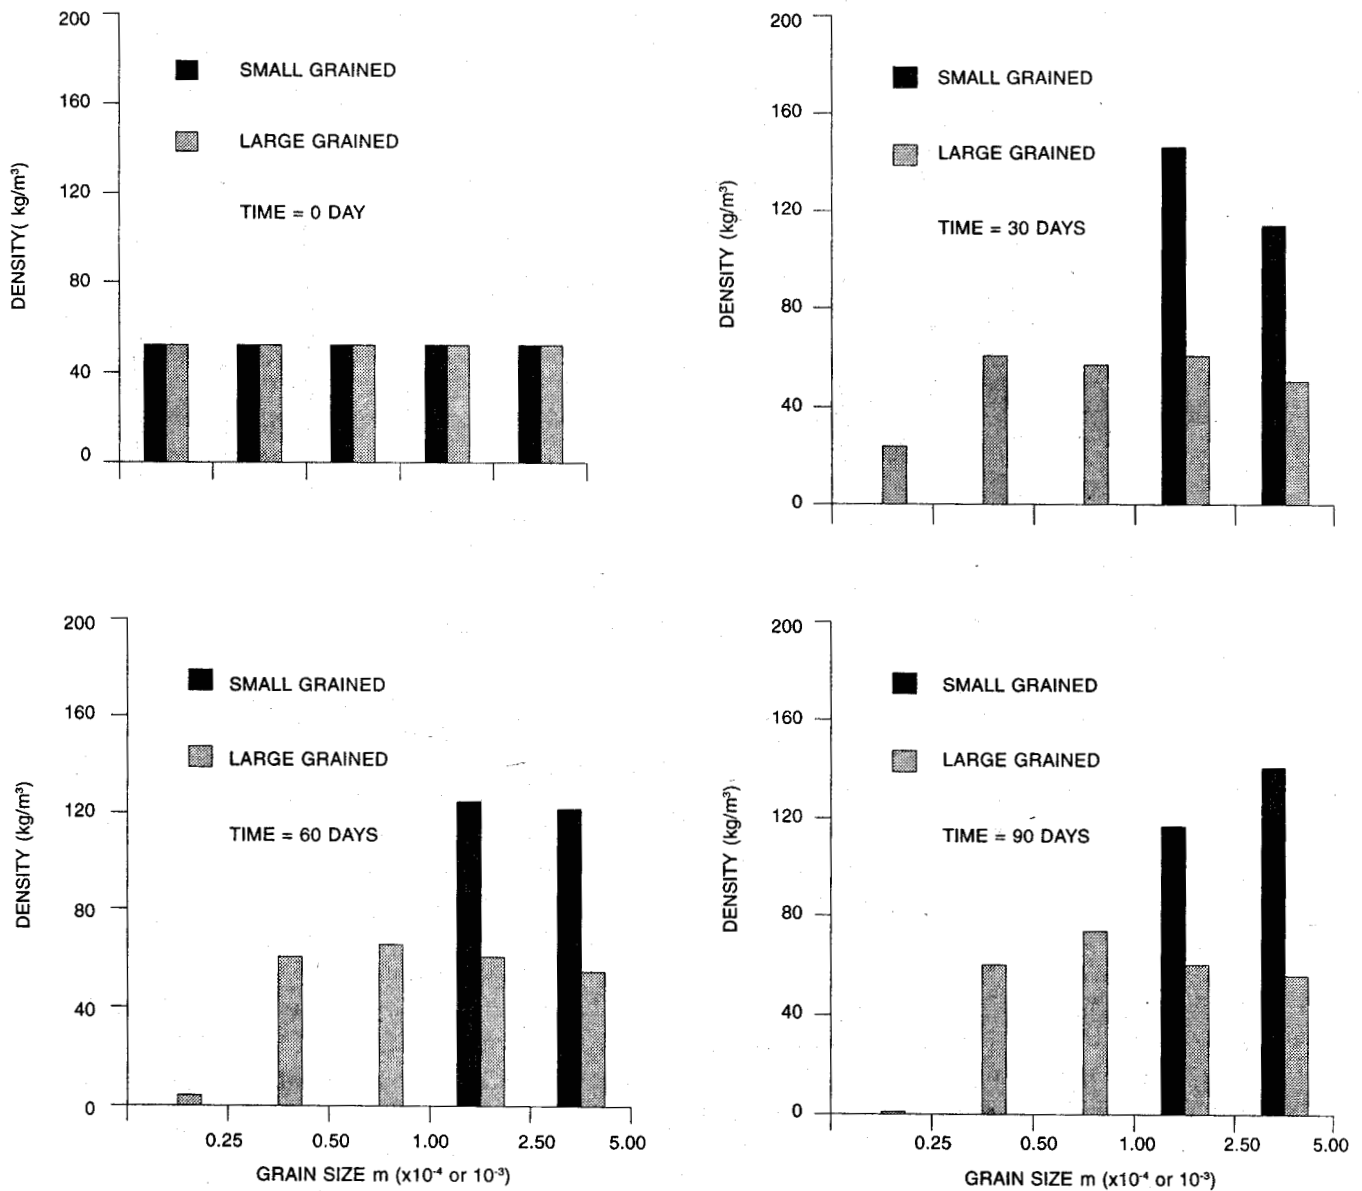 200
160
120
80
40
0
DENSITY( kg/m³)
SMALL GRAINED
LARGE GRAINED
TIME = 0 DAY
200
160
120
80
40
0
DENSITY (kg/m³)
SMALL GRAINED
LARGE GRAINED
TIME = 30 DAYS
200
160
120
80
40
0
DENSITY (kg/m³)
SMALL GRAINED
LARGE GRAINED
TIME = 60 DAYS
0.25 0.50 1.00 2.50 5.00
GRAIN SIZE m (x10⁻⁴ or 10⁻³)
200
160
120
80
40
0
DENSITY (kg/m³)
SMALL GRAINED
LARGE GRAINED
TIME = 90 DAYS
0.25 0.50 1.00 2.50 5.00
GRAIN SIZE m (x10⁻⁴ or 10⁻³)